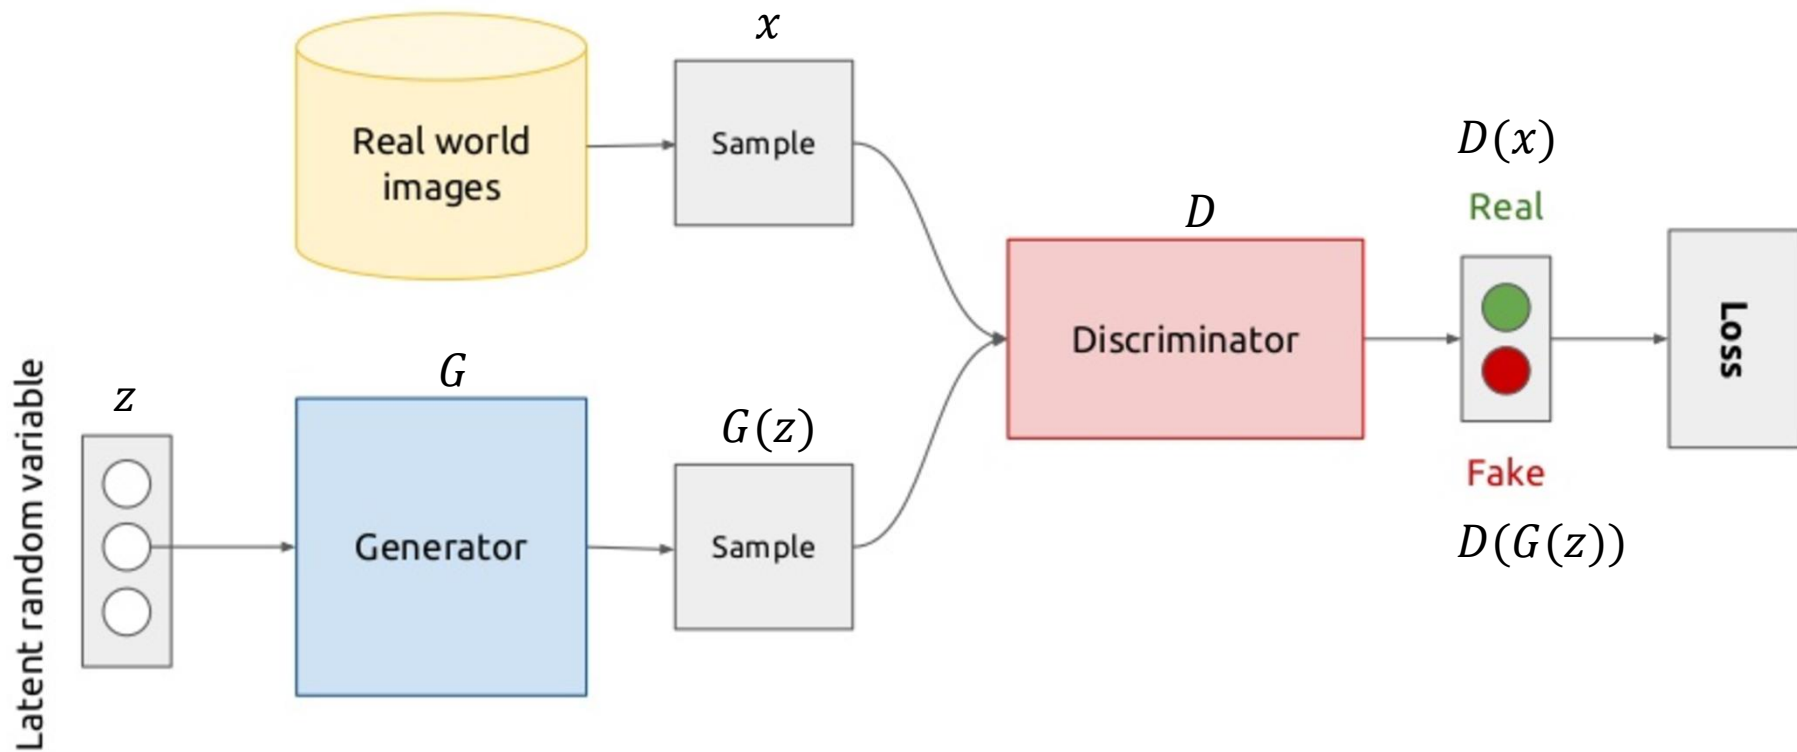 x
Real world
images
Sample
D(x)
Real
D
Discriminator
Loss
Fake
D(G(z))
Latent random variable
z
G
Generator
G(z)
Sample